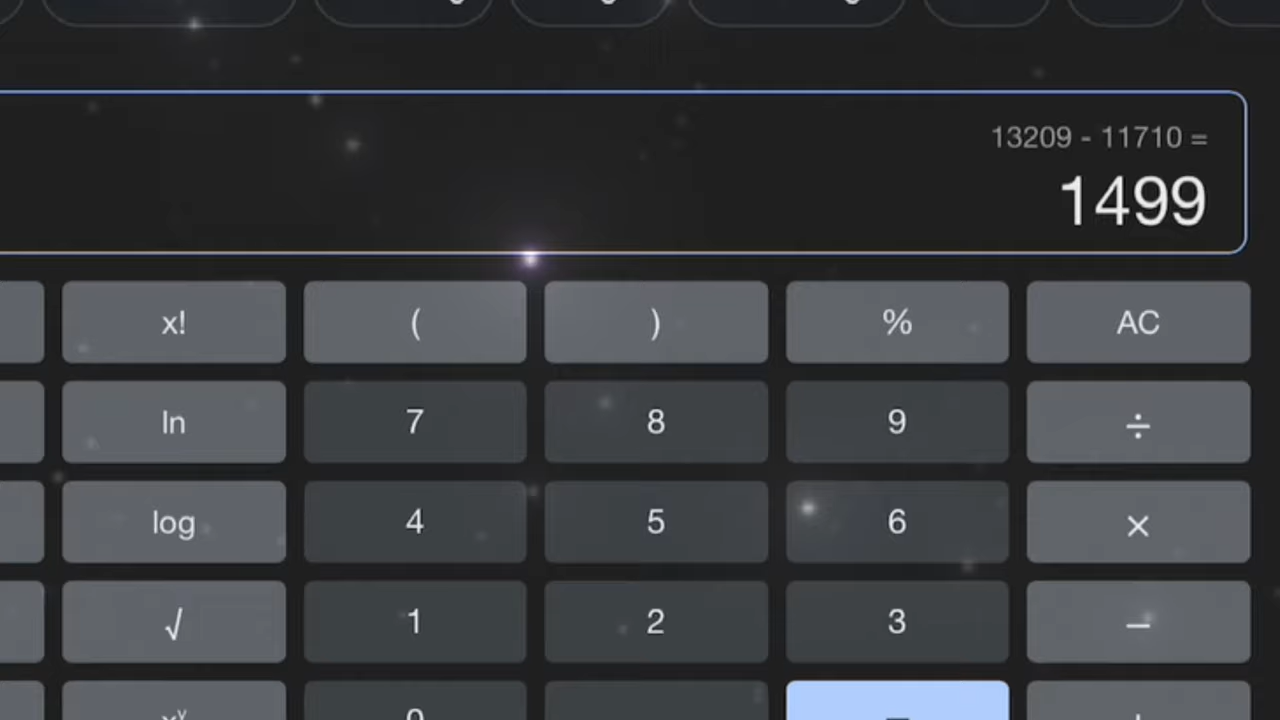 13209 - 11710 =
1499
x! ( ) % AC
ln 7 8 9 ÷
log 4 5 6 ×
√ 1 2 3 −